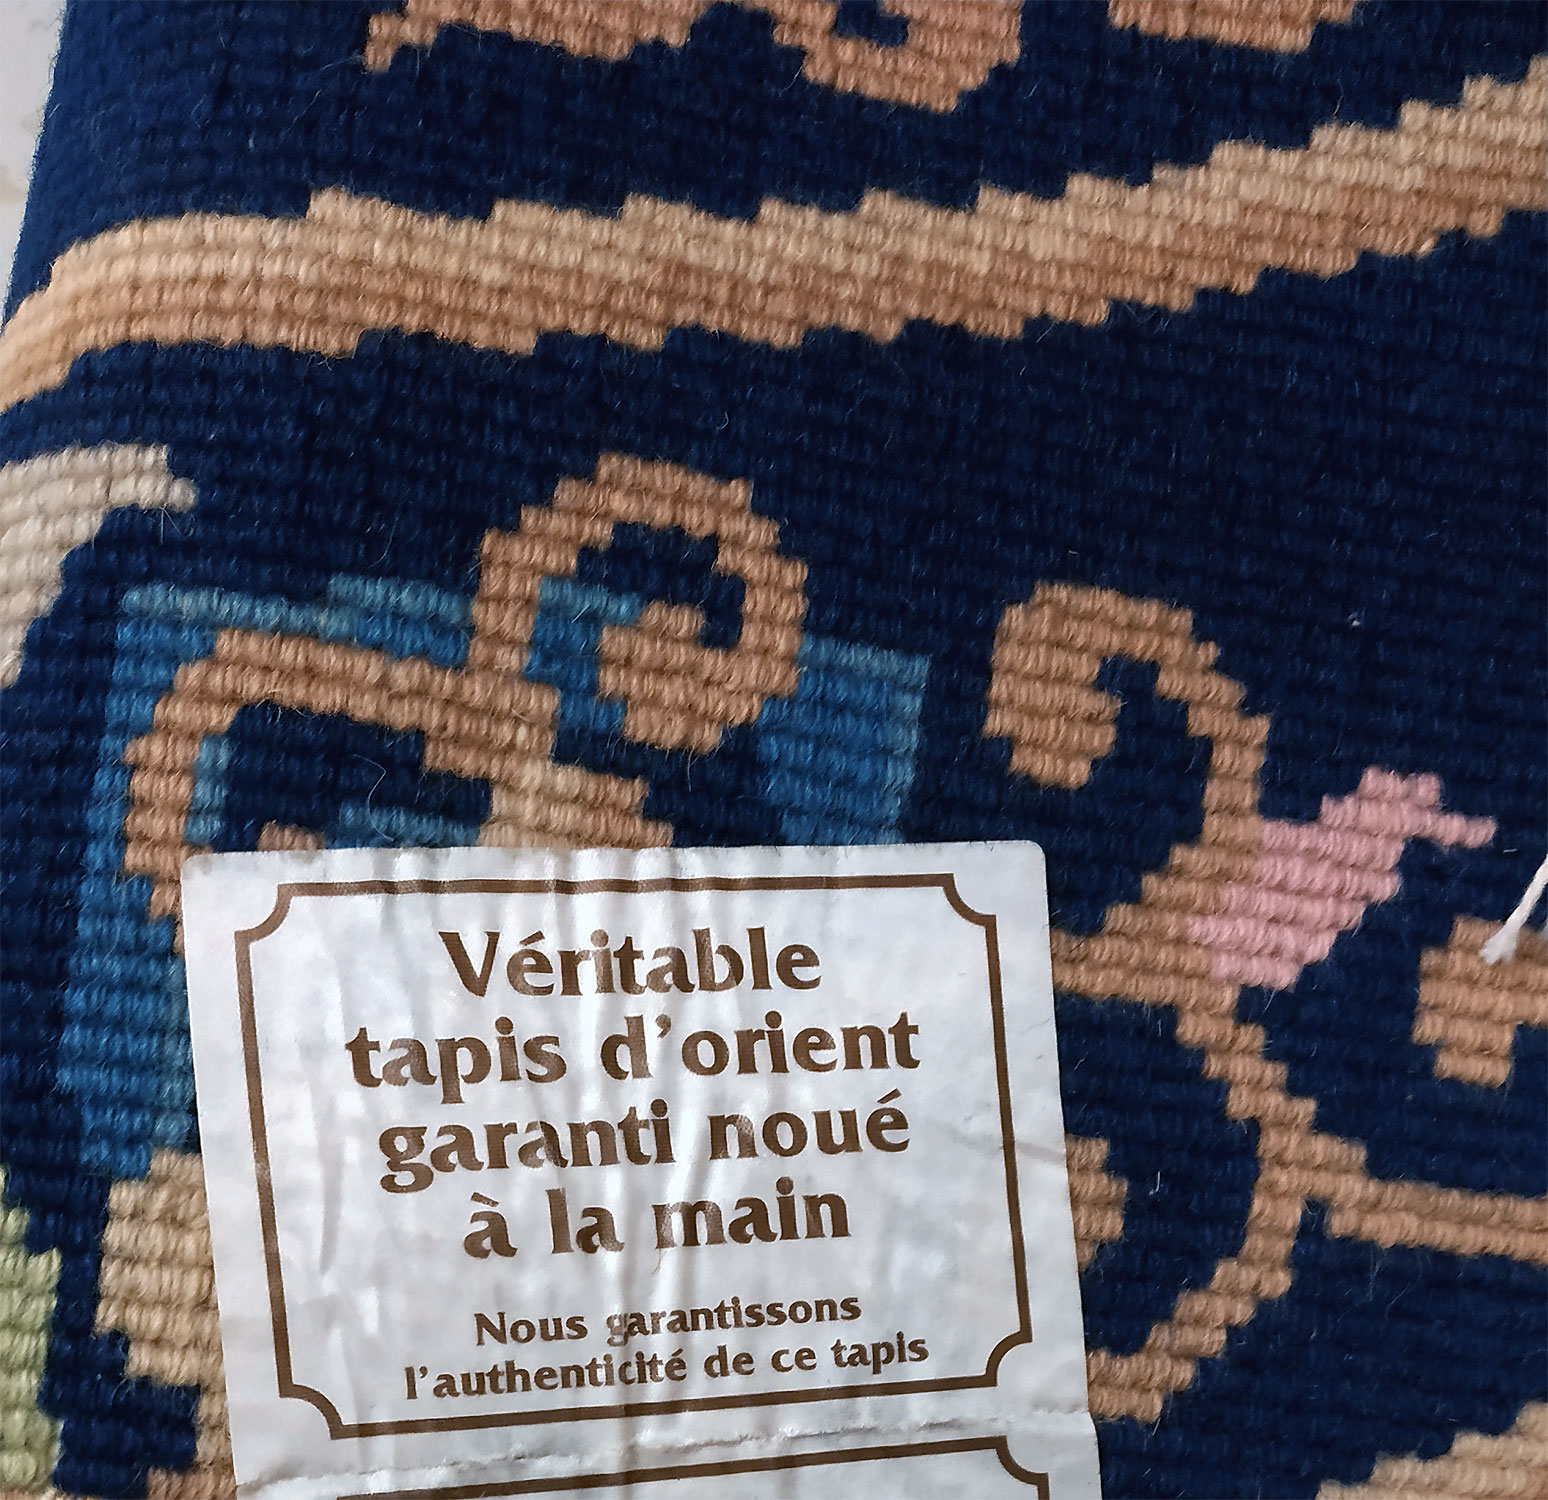 Véritable
tapis d'orient
garanti noué
à la main
Nous garantissons
l'authenticité de ce tapis